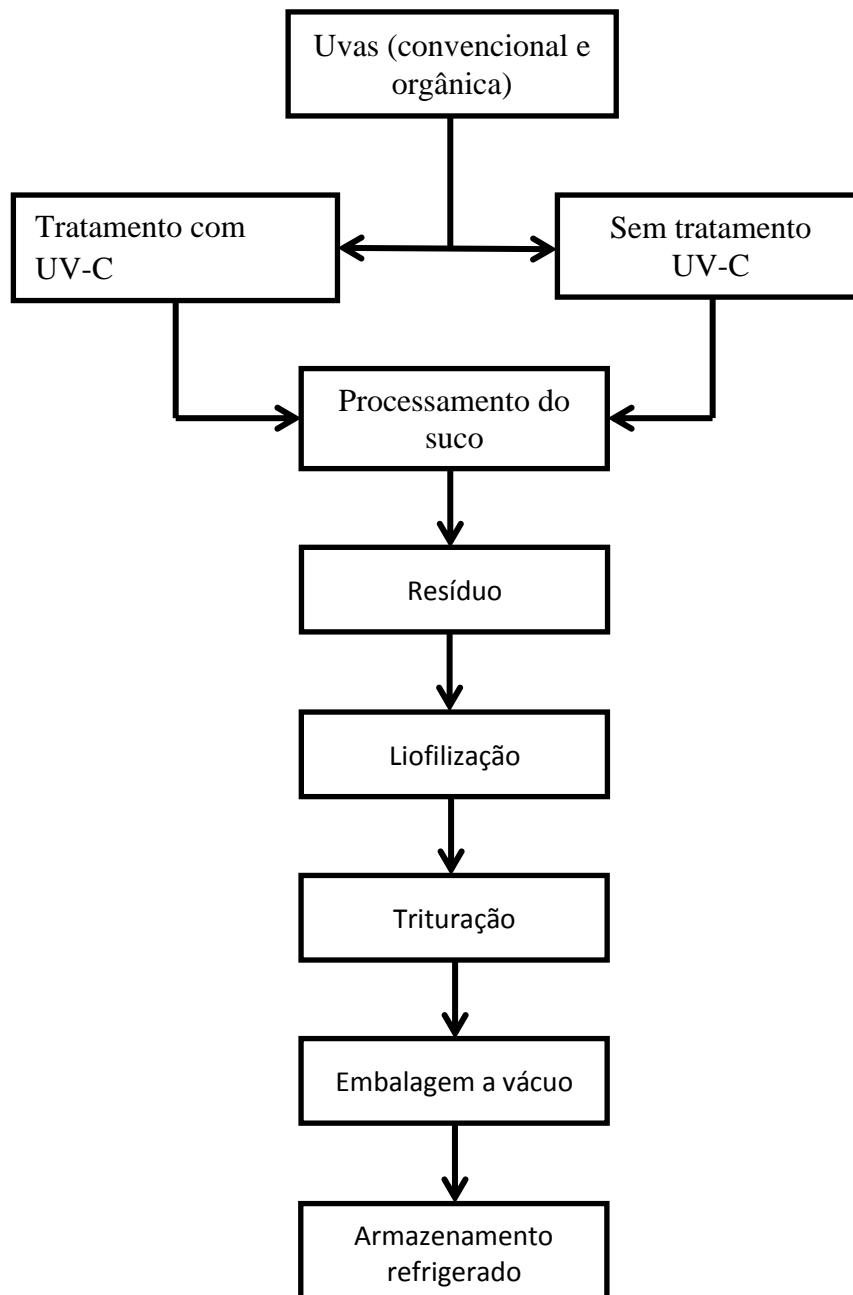 Uvas (convencional e
orgânica)
Tratamento com
UV-C
Sem tratamento
UV-C
Processamento do
suco
Resíduo
Liofilização
Trituração
Embalagem a vácuo
Armazenamento
refrigerado